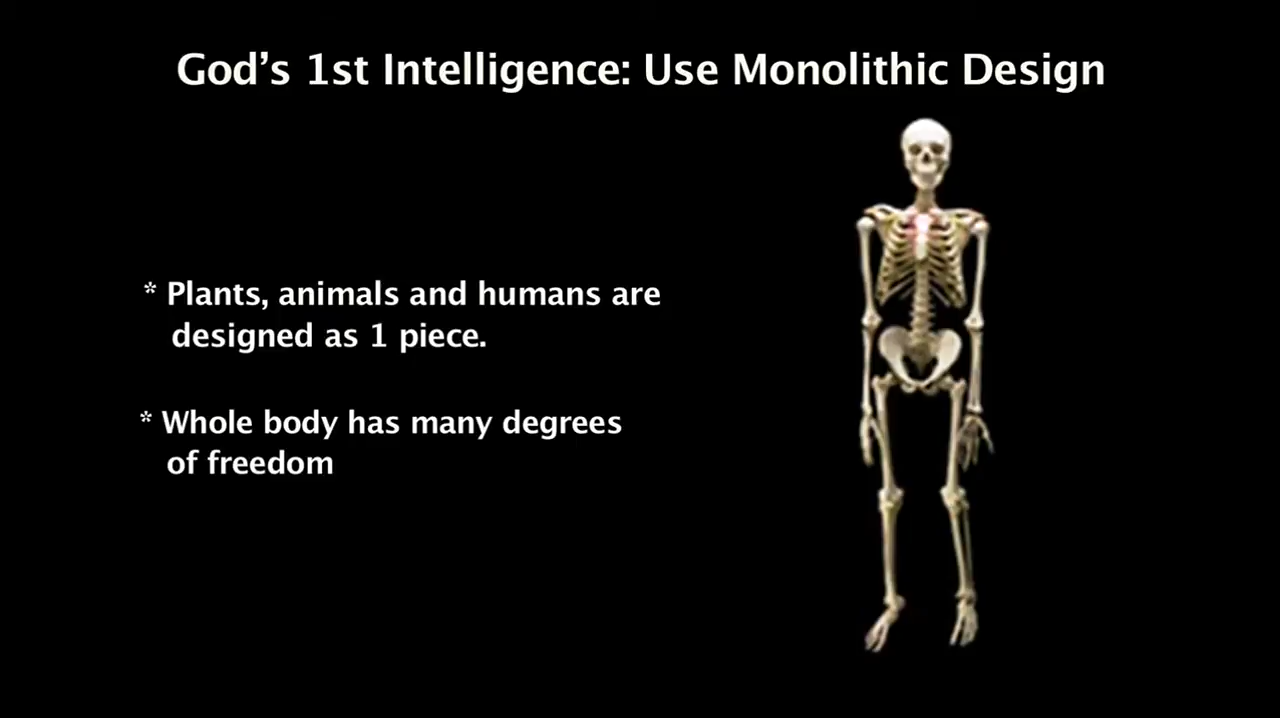 God’s 1st Intelligence: Use Monolithic Design
* Plants, animals and humans are
designed as 1 piece.
* Whole body has many degrees
of freedom